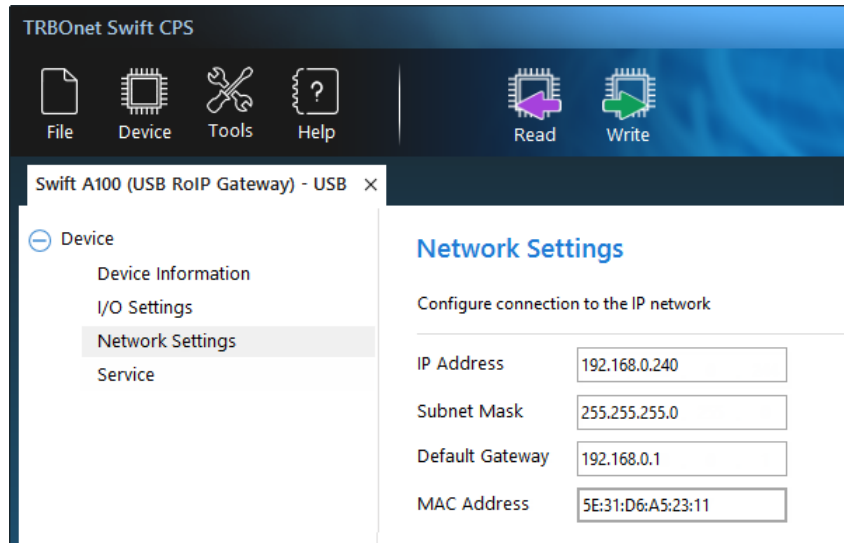 TRBOnet Swift CPS
File Device Tools Help Read Write
Swift A100 (USB RoIP Gateway) - USB ×
Device
Device Information
I/O Settings
Network Settings
Service
Network Settings
Configure connection to the IP network
IP Address 192.168.0.240
Subnet Mask 255.255.255.0
Default Gateway 192.168.0.1
MAC Address 5E:31:D6:A5:23:11